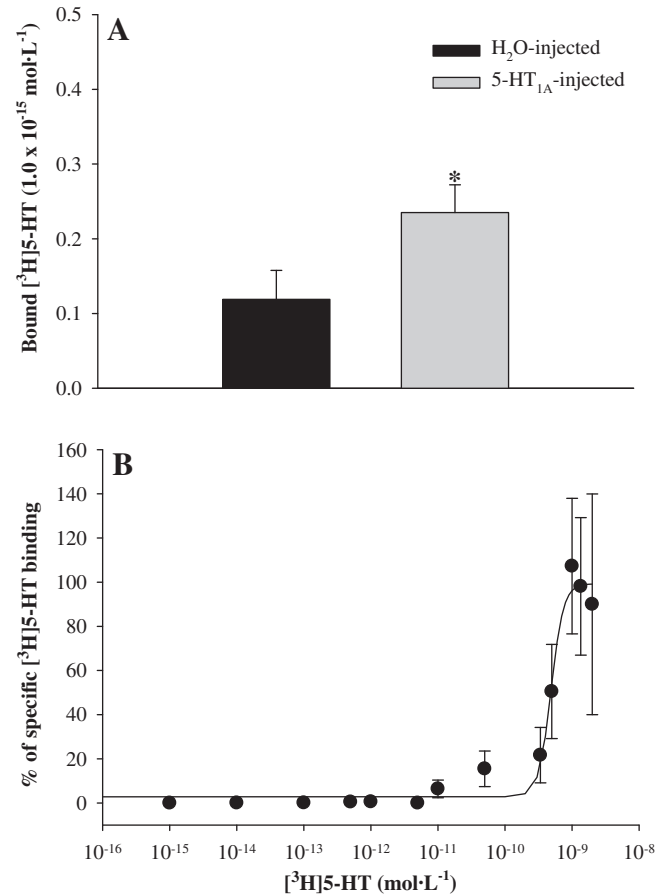 A
H₂O-injected
5-HT₁A-injected
Bound [³H]5-HT (1.0 x 10⁻¹⁵ mol·L⁻¹)
0.5
0.4
0.3
0.2
0.1
0.0
*
B
% of specific [³H]5-HT binding
160
140
120
100
80
60
40
20
0
10⁻¹⁶ 10⁻¹⁵ 10⁻¹⁴ 10⁻¹³ 10⁻¹² 10⁻¹¹ 10⁻¹⁰ 10⁻⁹ 10⁻⁸
[³H]5-HT (mol·L⁻¹)